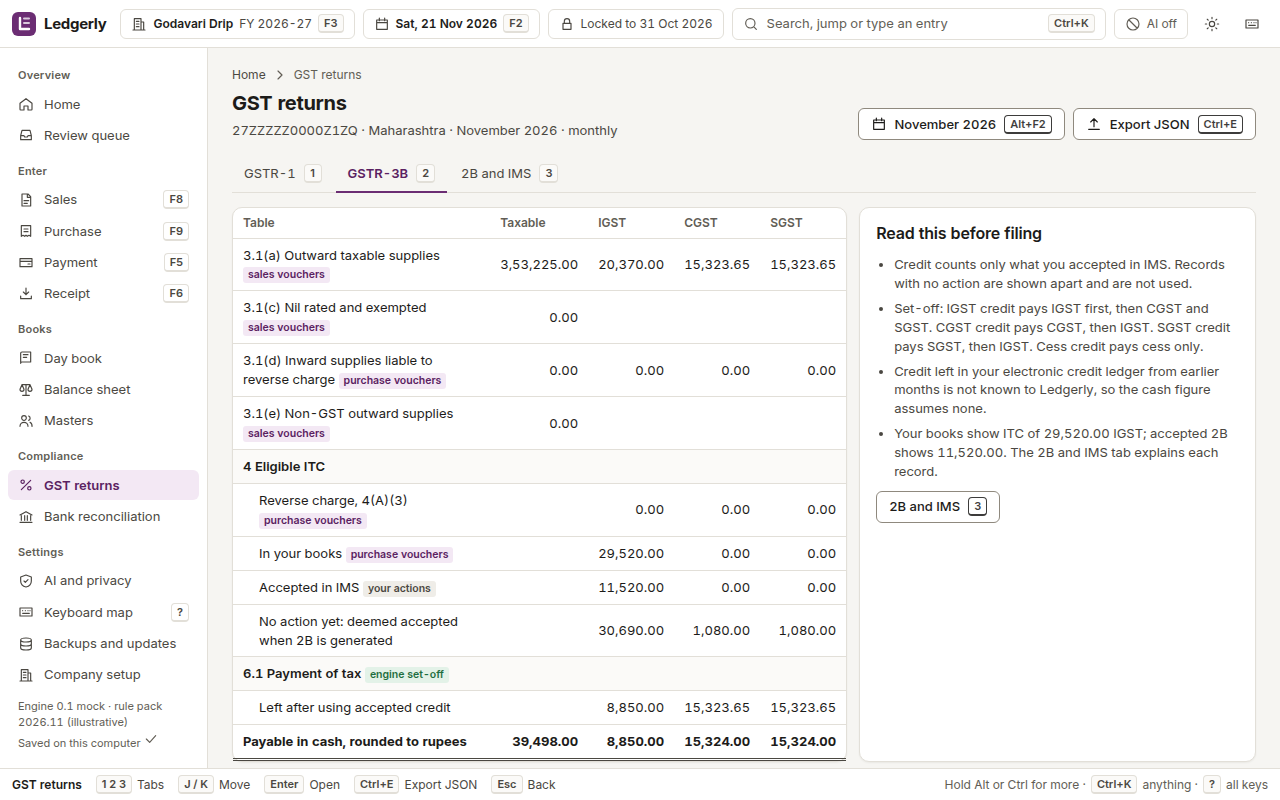 Ledgerly
Godavari Drip FY 2026-27 F3
Sat, 21 Nov 2026 F2
Locked to 31 Oct 2026
Search, jump or type an entry Ctrl+K
AI off
Overview
Home
Review queue
Enter
Sales F8
Purchase F9
Payment F5
Receipt F6
Books
Day book
Balance sheet
Masters
Compliance
GST returns
Bank reconciliation
Settings
AI and privacy
Keyboard map ?
Backups and updates
Company setup
Engine 0.1 mock · rule pack
2026.11 (illustrative)
Saved on this computer
Home > GST returns
GST returns
27ZZZZZ0000Z1ZQ · Maharashtra · November 2026 · monthly
November 2026 Alt+F2
Export JSON Ctrl+E
GSTR-1 1 GSTR-3B 2 2B and IMS 3
Table Taxable IGST CGST SGST
3.1(a) Outward taxable supplies
sales vouchers
3,53,225.00 20,370.00 15,323.65 15,323.65
3.1(c) Nil rated and exempted
sales vouchers
0.00
3.1(d) Inward supplies liable to
reverse charge purchase vouchers
0.00 0.00 0.00 0.00
3.1(e) Non-GST outward supplies
sales vouchers
0.00
4 Eligible ITC
Reverse charge, 4(A)(3)
purchase vouchers
0.00 0.00 0.00
In your books purchase vouchers 29,520.00 0.00 0.00
Accepted in IMS your actions 11,520.00 0.00 0.00
No action yet: deemed accepted
when 2B is generated
30,690.00 1,080.00 1,080.00
6.1 Payment of tax engine set-off
Left after using accepted credit 8,850.00 15,323.65 15,323.65
Payable in cash, rounded to rupees 39,498.00 8,850.00 15,324.00 15,324.00
Read this before filing
• Credit counts only what you accepted in IMS. Records
with no action are shown apart and are not used.
• Set-off: IGST credit pays IGST first, then CGST and
SGST. CGST credit pays CGST, then IGST. SGST credit
pays SGST, then IGST. Cess credit pays cess only.
• Credit left in your electronic credit ledger from earlier
months is not known to Ledgerly, so the cash figure
assumes none.
• Your books show ITC of 29,520.00 IGST; accepted 2B
shows 11,520.00. The 2B and IMS tab explains each
record.
2B and IMS 3
GST returns 1 2 3 Tabs J / K Move Enter Open Ctrl+E Export JSON Esc Back
Hold Alt or Ctrl for more · Ctrl+K anything · ? all keys